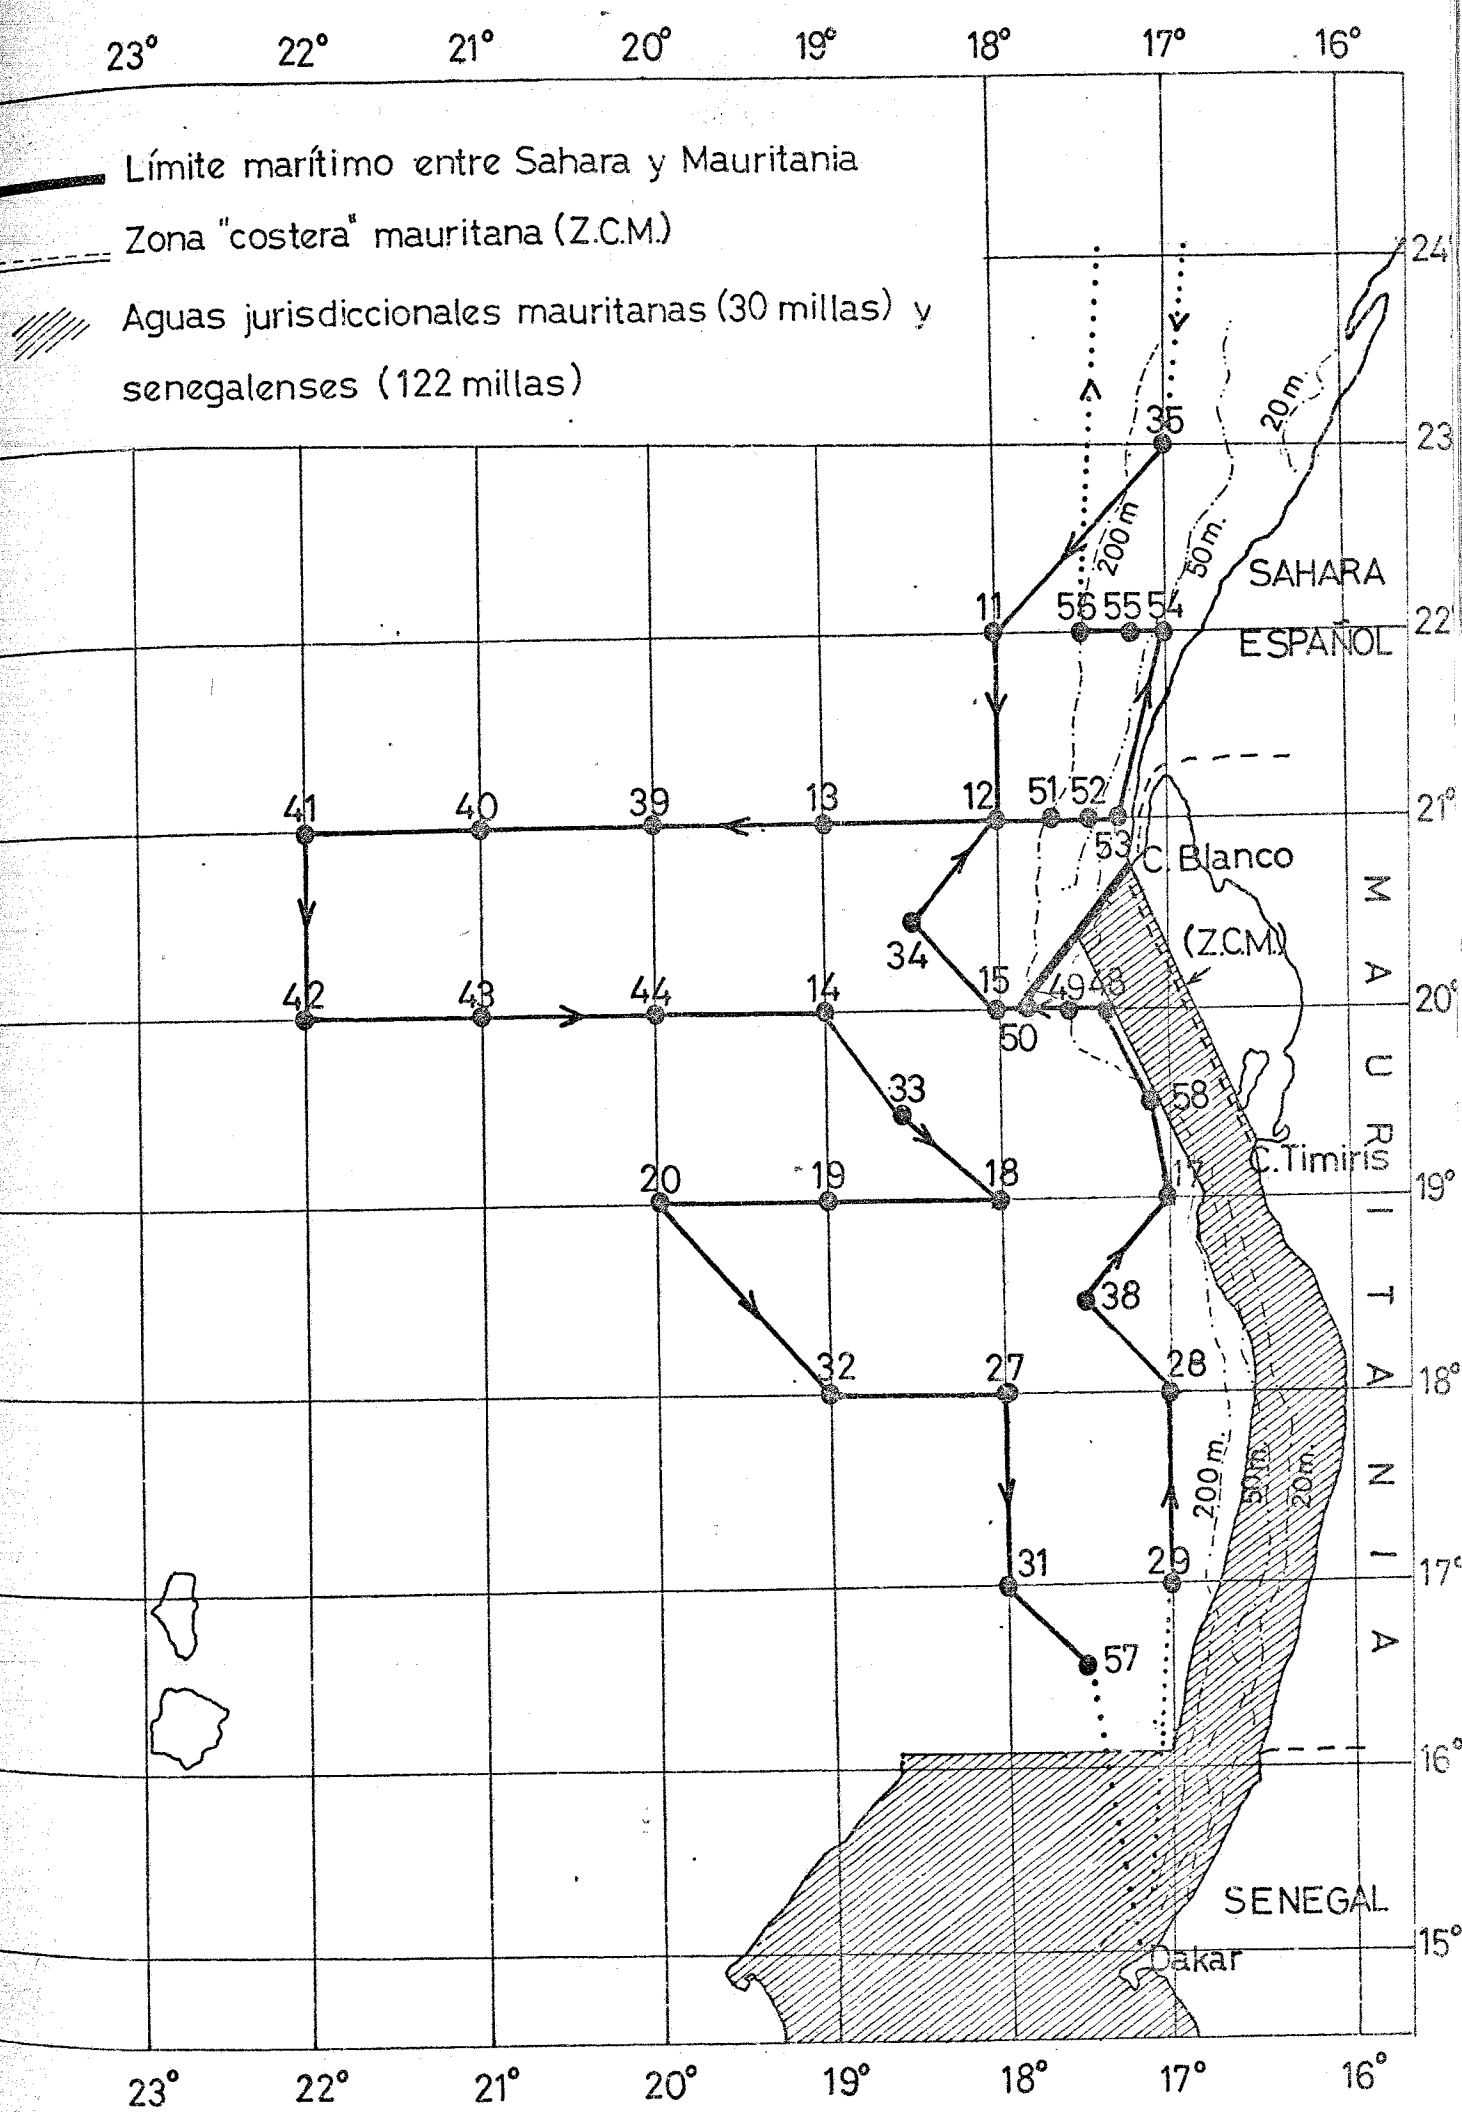 23° 22° 21° 20° 19° 18° 17° 16°
Límite marítimo entre Sahara y Mauritania
Zona "costera" mauritana (Z.C.M.)
Aguas jurisdiccionales mauritanas (30 millas) y
senegalenses (122 millas)
24°
20 m.
35
23
200 m
50 m.
SAHARA
11 56 55 54
22°
ESPAÑOL
41 40 39 13 12 51 52
21°
53
C. Blanco
(Z.C.M.)
34
42 43 44 14 15 49 48
20°
50
33
58
C. Timiris
20 19 18 17
19°
38
32 27 28
18°
200 m.
50 m.
20 m.
31 29
17°
57
MAURITANIA
16°
SENEGAL
15°
Dakar
23° 22° 21° 20° 19° 18° 17° 16°